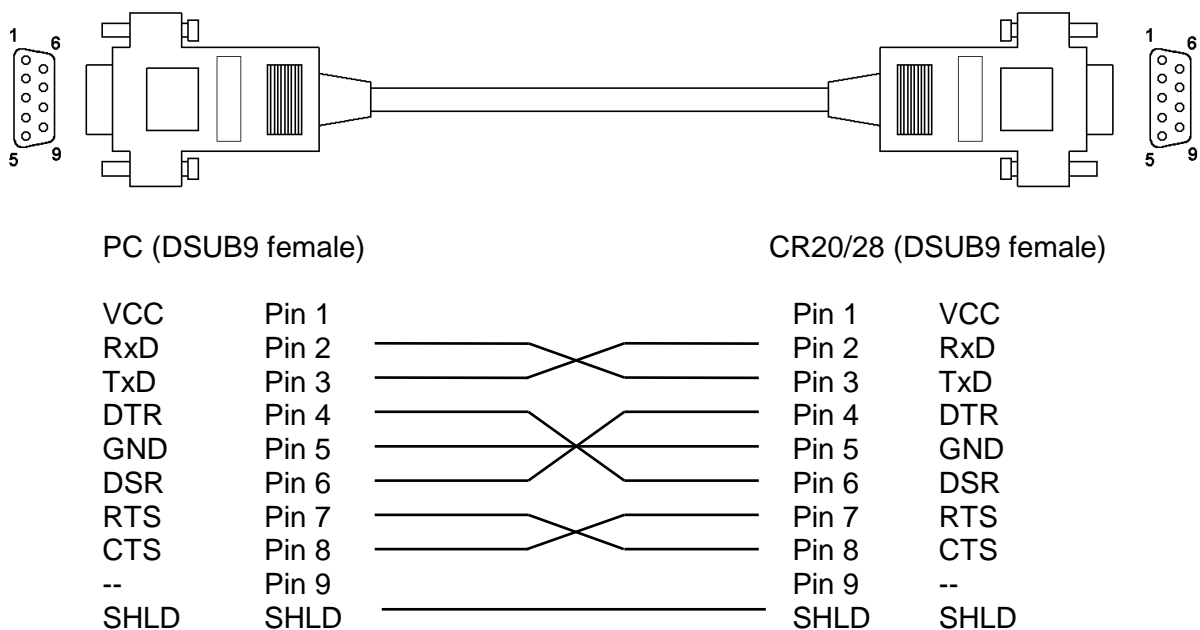 1 6 1 6
5 9 5 9
PC (DSUB9 female) CR20/28 (DSUB9 female)
VCC Pin 1 Pin 1 VCC
RxD Pin 2 Pin 2 RxD
TxD Pin 3 Pin 3 TxD
DTR Pin 4 Pin 4 DTR
GND Pin 5 Pin 5 GND
DSR Pin 6 Pin 6 DSR
RTS Pin 7 Pin 7 RTS
CTS Pin 8 Pin 8 CTS
-- Pin 9 Pin 9 --
SHLD SHLD SHLD SHLD